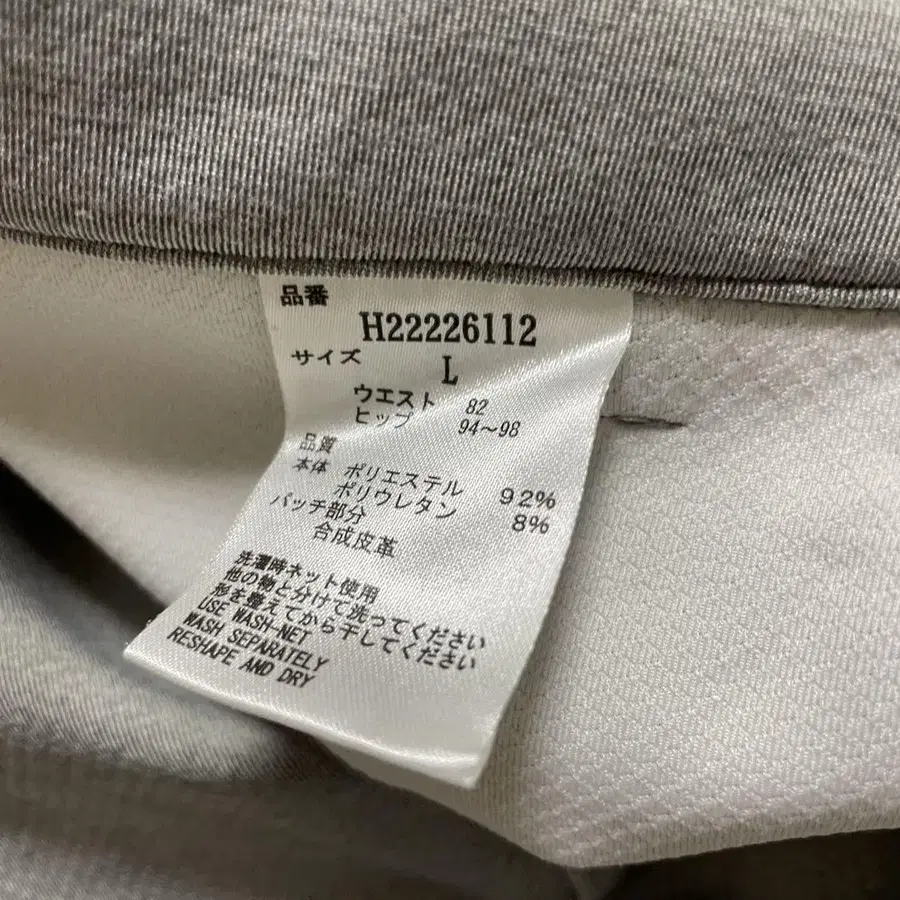 品番
H22226112
サイズ
L
ウエスト 82
ヒップ 94～98
品質
本体 ポリエステル 92%
ポリウレタン 8%
パッチ部分
合成皮革
洗濯時ネット使用
他の物と分けて洗ってください
形を整えてから干してください
USE WASH-NET
WASH SEPARATELY
RESHAPE AND DRY